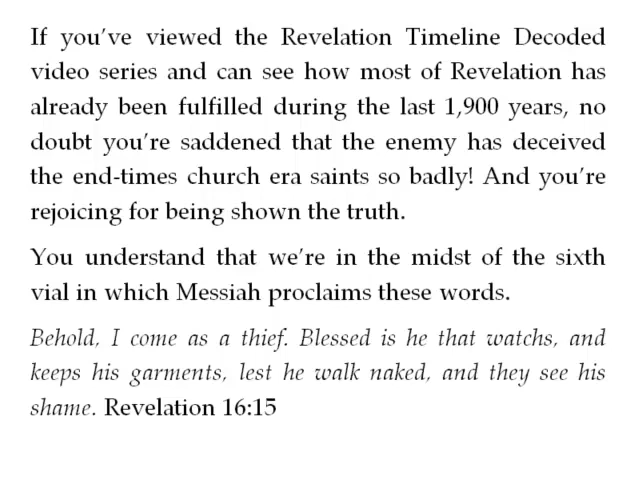 If you’ve viewed the Revelation Timeline Decoded
video series and can see how most of Revelation has
already been fulfilled during the last 1,900 years, no
doubt you’re saddened that the enemy has deceived
the end-times church era saints so badly! And you’re
rejoicing for being shown the truth.
You understand that we’re in the midst of the sixth
vial in which Messiah proclaims these words.
Behold, I come as a thief. Blessed is he that watchs, and
keeps his garments, lest he walk naked, and they see his
shame. Revelation 16:15